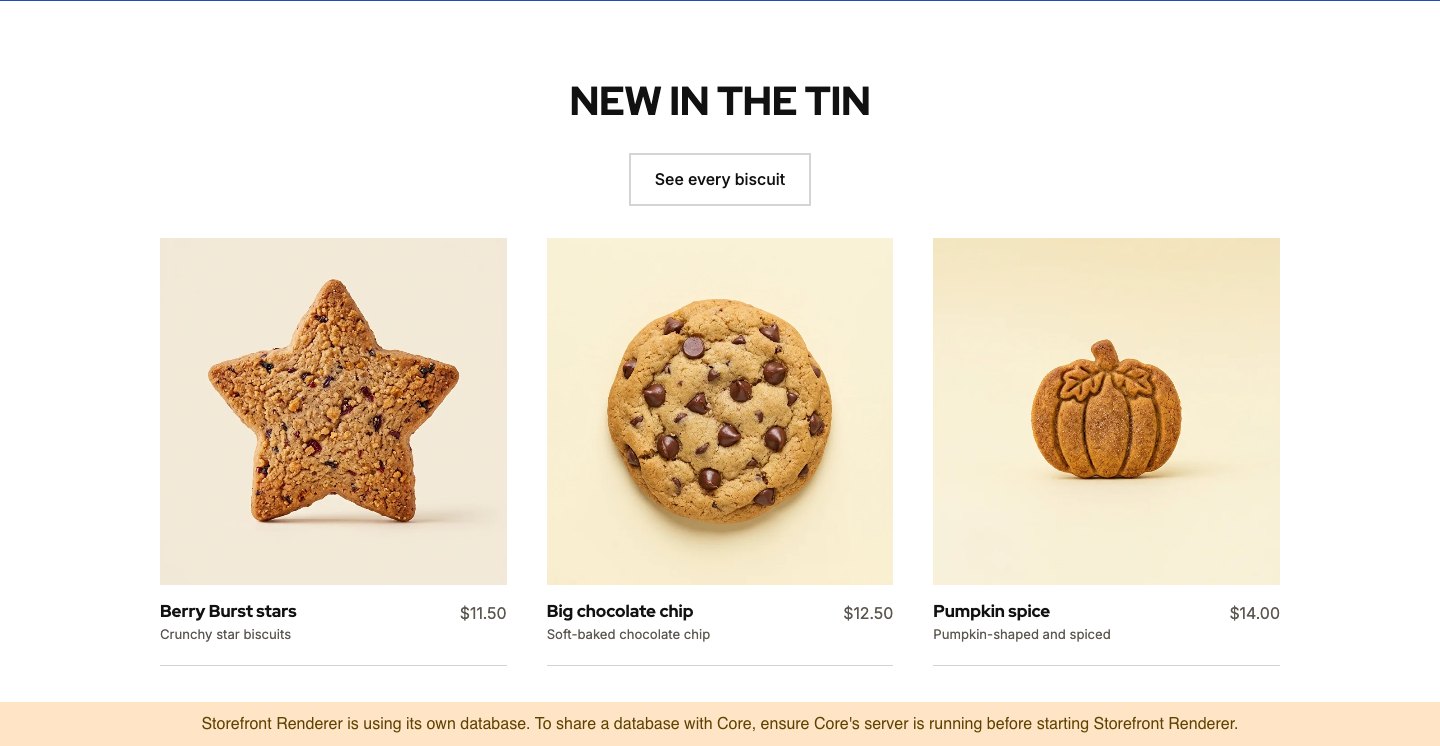 NEW IN THE TIN
See every biscuit
Berry Burst stars
$11.50
Crunchy star biscuits
Big chocolate chip
$12.50
Soft-baked chocolate chip
Pumpkin spice
$14.00
Pumpkin-shaped and spiced
Storefront Renderer is using its own database. To share a database with Core, ensure Core's server is running before starting Storefront Renderer.